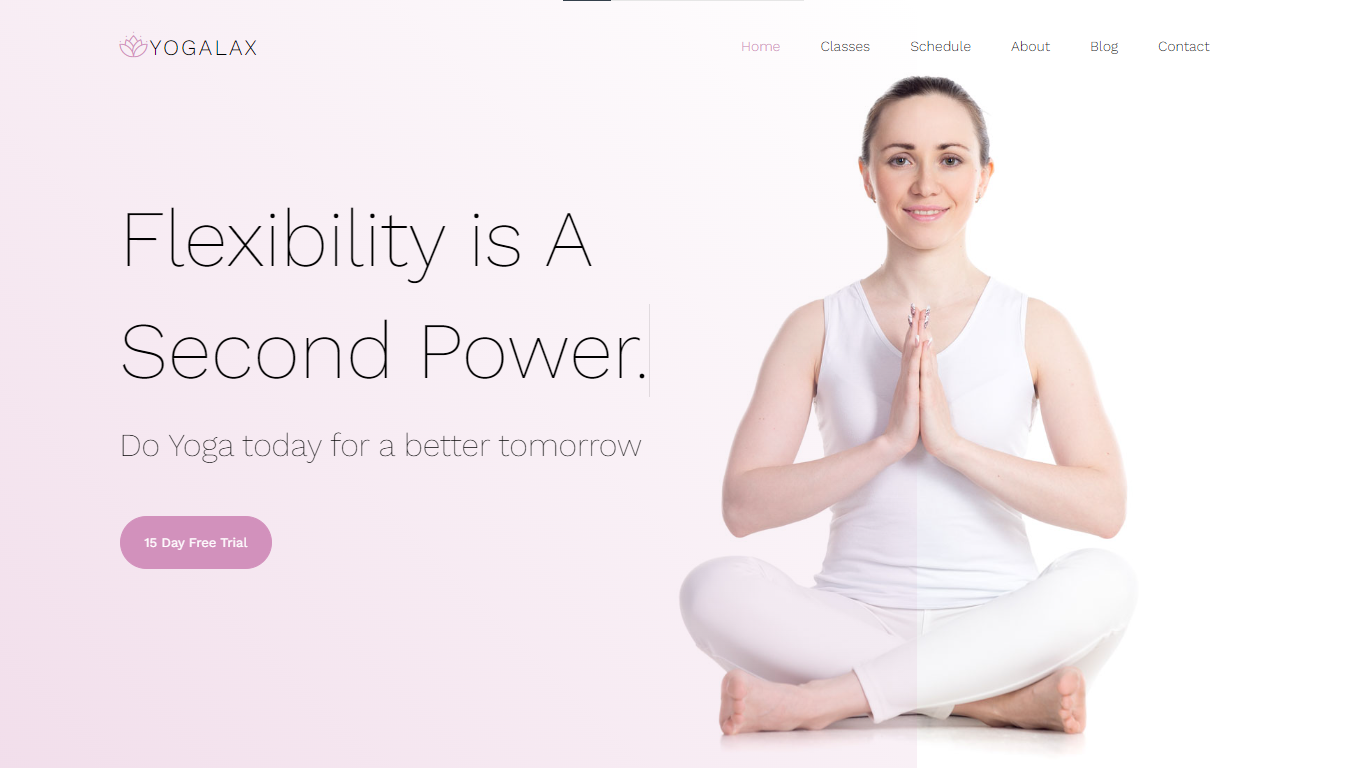 YOGALAX
Home Classes Schedule About Blog Contact
Flexibility is A
Second Power.
Do Yoga today for a better tomorrow
15 Day Free Trial